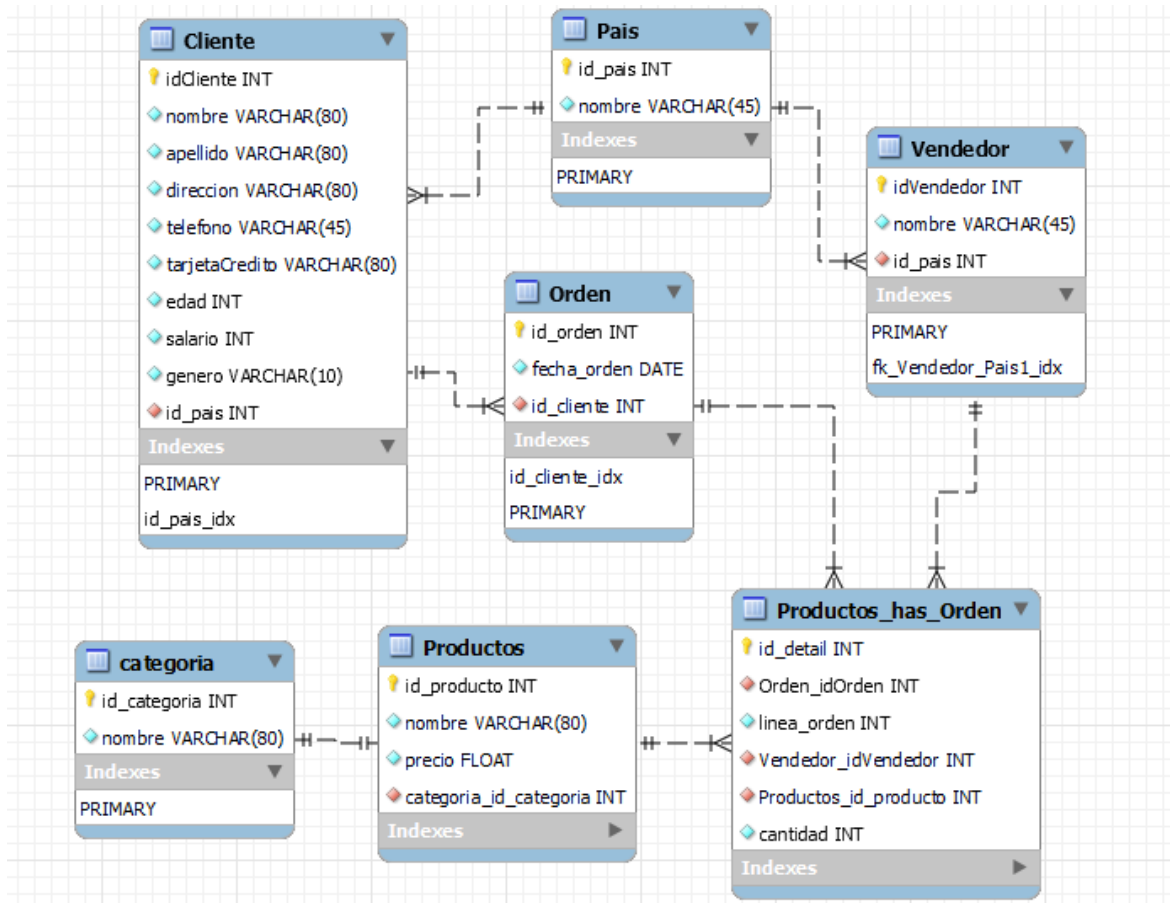 Cliente
idCliente INT
nombre VARCHAR(80)
apellido VARCHAR(80)
direccion VARCHAR(80)
telefono VARCHAR(45)
tarjetaCredito VARCHAR(80)
edad INT
salario INT
genero VARCHAR(10)
id_pais INT
Indexes
PRIMARY
id_pais_idx
Pais
id_pais INT
nombre VARCHAR(45)
Indexes
PRIMARY
Vendedor
idVendedor INT
nombre VARCHAR(45)
id_pais INT
Indexes
PRIMARY
fk_Vendedor_Pais1_idx
Orden
id_orden INT
fecha_orden DATE
id_cliente INT
Indexes
id_cliente_idx
PRIMARY
categoria
id_categoria INT
nombre VARCHAR(80)
Indexes
PRIMARY
Productos
id_producto INT
nombre VARCHAR(80)
precio FLOAT
categoria_id_categoria INT
Indexes
Productos_has_Orden
id_detail INT
Orden_idOrden INT
linea_orden INT
Vendedor_idVendedor INT
Productos_id_producto INT
cantidad INT
Indexes